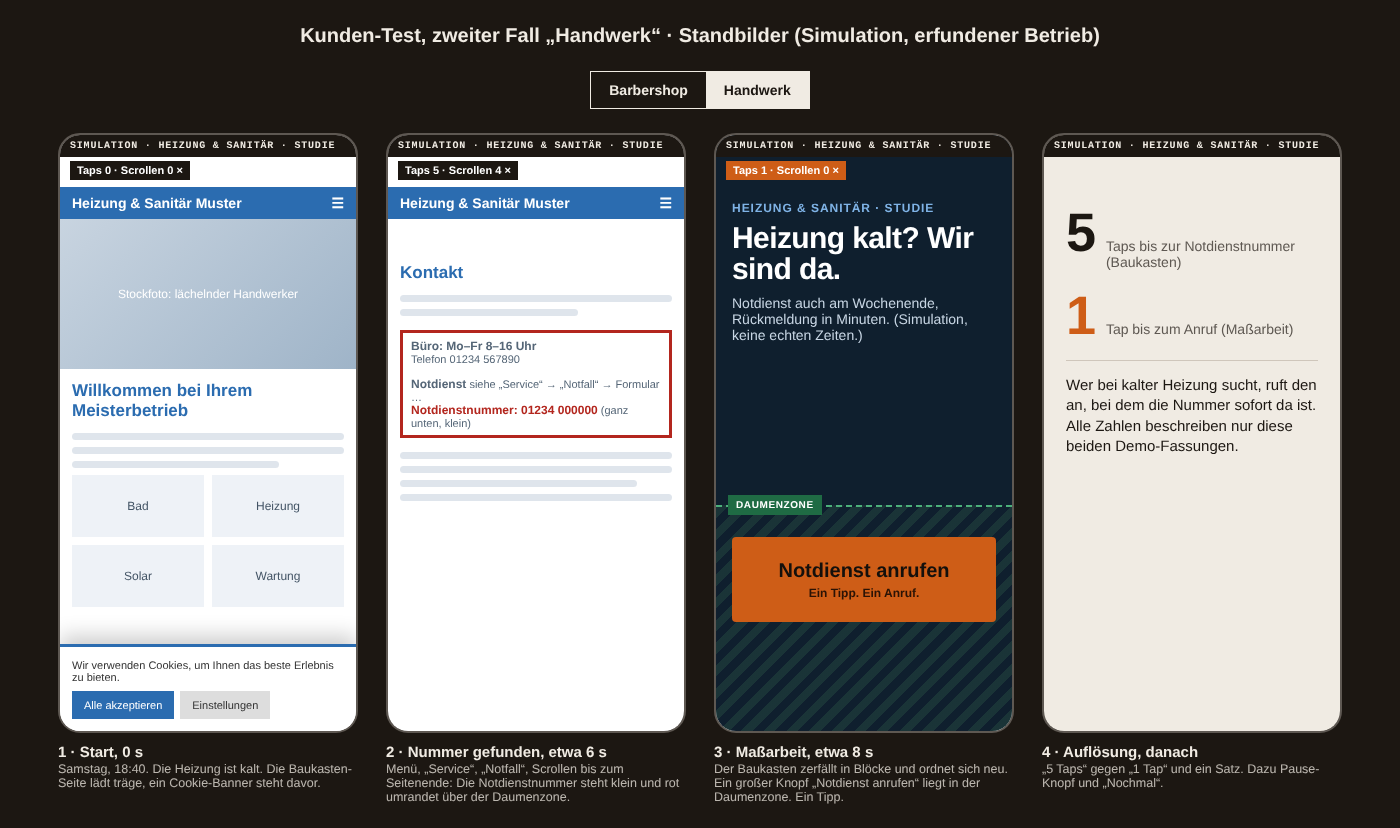 Kunden-Test, zweiter Fall „Handwerk“ · Standbilder (Simulation, erfundener Betrieb)
Barbershop
Handwerk
SIMULATION · HEIZUNG & SANITÄR · STUDIE
Taps 0 · Scrollen 0 ×
Heizung & Sanitär Muster
☰
Stockfoto: lächelnder Handwerker
Willkommen bei Ihrem
Meisterbetrieb
Bad
Heizung
Solar
Wartung
Wir verwenden Cookies, um Ihnen das beste Erlebnis
zu bieten.
Alle akzeptieren
Einstellungen
1 · Start, 0 s
Samstag, 18:40. Die Heizung ist kalt. Die Baukasten-
Seite lädt träge, ein Cookie-Banner steht davor.
SIMULATION · HEIZUNG & SANITÄR · STUDIE
Taps 5 · Scrollen 4 ×
Heizung & Sanitär Muster
☰
Kontakt
Büro: Mo–Fr 8–16 Uhr
Telefon 01234 567890
Notdienst siehe „Service“ → „Notfall“ → Formular
…
Notdienstnummer: 01234 000000 (ganz
unten, klein)
2 · Nummer gefunden, etwa 6 s
Menü, „Service“, „Notfall“, Scrollen bis zum
Seitenende: Die Notdienstnummer steht klein und rot
umrandet über der Daumenzone.
SIMULATION · HEIZUNG & SANITÄR · STUDIE
Taps 1 · Scrollen 0 ×
HEIZUNG & SANITÄR · STUDIE
Heizung kalt? Wir
sind da.
Notdienst auch am Wochenende,
Rückmeldung in Minuten. (Simulation,
keine echten Zeiten.)
DAUMENZONE
Notdienst anrufen
Ein Tipp. Ein Anruf.
3 · Maßarbeit, etwa 8 s
Der Baukasten zerfällt in Blöcke und ordnet sich neu.
Ein großer Knopf „Notdienst anrufen“ liegt in der
Daumenzone. Ein Tipp.
SIMULATION · HEIZUNG & SANITÄR · STUDIE
5 Taps bis zur Notdienstnummer
(Baukasten)
1 Tap bis zum Anruf (Maßarbeit)
Wer bei kalter Heizung sucht, ruft den
an, bei dem die Nummer sofort da ist.
Alle Zahlen beschreiben nur diese
beiden Demo-Fassungen.
4 · Auflösung, danach
„5 Taps“ gegen „1 Tap“ und ein Satz. Dazu Pause-
Knopf und „Nochmal“.